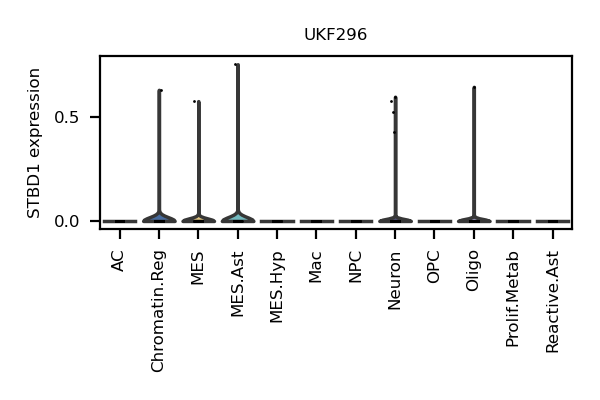 UKF296
STBD1 expression
0.5
0.0
AC
Chromatin.Reg
MES
MES.Ast
MES.Hyp
Mac
NPC
Neuron
OPC
Oligo
Prolif.Metab
Reactive.Ast